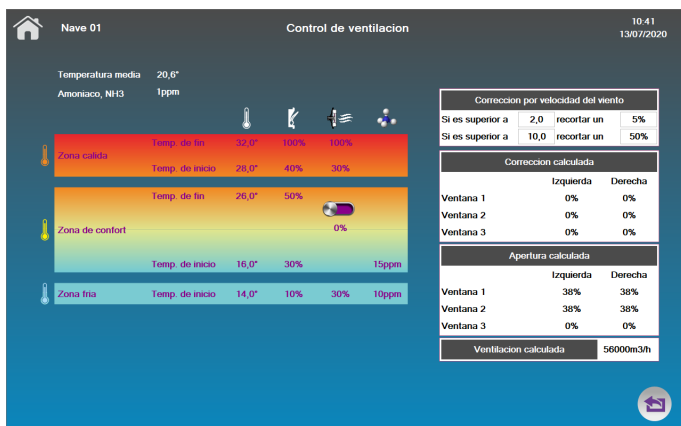 Nave 01
Control de ventilacion
10:41
13/07/2020
Temperatura media 20,6°
Amoniaco, NH3 1ppm
Zona calida
Temp. de fin 32,0° 100% 100%
Temp. de inicio 28,0° 40% 30%
Zona de confort
Temp. de fin 26,0° 50%
0%
Temp. de inicio 16,0° 30% 15ppm
Zona fria Temp. de inicio 14,0° 10% 30% 10ppm
Correccion por velocidad del viento
Si es superior a 2,0 recortar un 5%
Si es superior a 10,0 recortar un 50%
Correccion calculada
Izquierda Derecha
Ventana 1 0% 0%
Ventana 2 0% 0%
Ventana 3 0% 0%
Apertura calculada
Izquierda Derecha
Ventana 1 38% 38%
Ventana 2 38% 38%
Ventana 3 0% 0%
Ventilacion calculada 56000m3/h